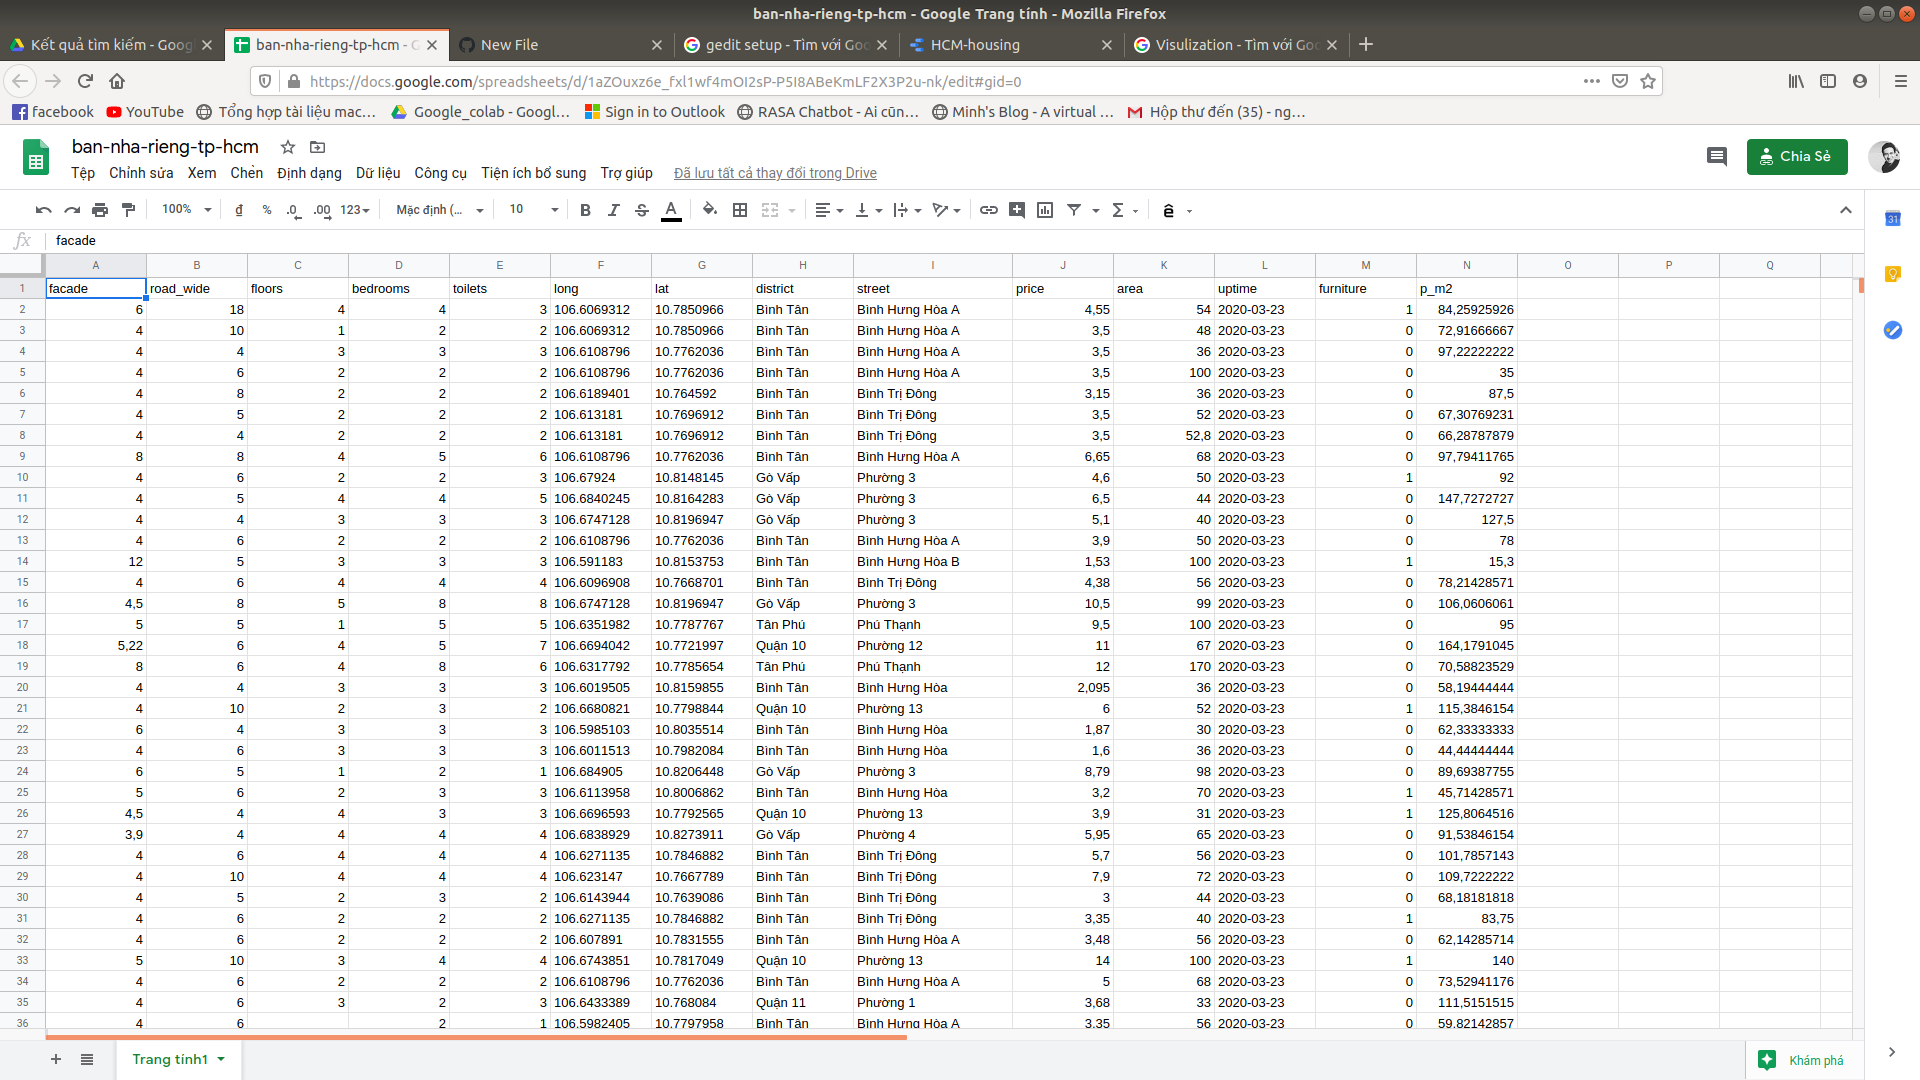 ban-nha-rieng-tp-hcm - Google Trang tính - Mozilla Firefox
Kết quả tìm kiếm - Goog
ban-nha-rieng-tp-hcm - G
New File
gedit setup - Tìm với Goo
HCM-housing
Visulization - Tìm với Goo
https://docs.google.com/spreadsheets/d/1aZOuxz6e_fxl1wf4mOI2sP-P5I8ABeKmLF2X3P2u-nk/edit#gid=0
facebook YouTube Tổng hợp tài liệu mac… Google_colab - Googl… Sign in to Outlook RASA Chatbot - Ai cũn… Minh's Blog - A virtual … Hộp thư đến (35) - ng…
ban-nha-rieng-tp-hcm
Chia Sẻ
Tệp Chỉnh sửa Xem Chèn Định dạng Dữ liệu Công cụ Tiện ích bổ sung Trợ giúp Đã lưu tất cả thay đổi trong Drive
100% đ % .0 .00 123 Mặc định (... 10 B I S A Σ ê
31
fx facade
A B C D E F G H I J K L M N O P Q
1 facade road_wide floors bedrooms toilets long lat district street price area uptime furniture p_m2
2 6 18 4 4 3 106.6069312 10.7850966 Bình Tân Bình Hưng Hòa A 4,55 54 2020-03-23 1 84,25925926
3 4 10 1 2 2 106.6069312 10.7850966 Bình Tân Bình Hưng Hòa A 3,5 48 2020-03-23 0 72,91666667
4 4 4 3 3 3 106.6108796 10.7762036 Bình Tân Bình Hưng Hòa A 3,5 36 2020-03-23 0 97,22222222
5 4 6 2 2 2 106.6108796 10.7762036 Bình Tân Bình Hưng Hòa A 3,5 100 2020-03-23 0 35
6 4 8 2 2 2 106.6189401 10.764592 Bình Tân Bình Trị Đông 3,15 36 2020-03-23 0 87,5
7 4 5 2 2 2 106.613181 10.7696912 Bình Tân Bình Trị Đông 3,5 52 2020-03-23 0 67,30769231
8 4 4 2 2 2 106.613181 10.7696912 Bình Tân Bình Trị Đông 3,5 52,8 2020-03-23 0 66,28787879
9 8 8 4 5 6 106.6108796 10.7762036 Bình Tân Bình Hưng Hòa A 6,65 68 2020-03-23 0 97,79411765
10 4 6 2 2 3 106.67924 10.8148145 Gò Vấp Phường 3 4,6 50 2020-03-23 1 92
11 4 5 4 4 5 106.6840245 10.8164283 Gò Vấp Phường 3 6,5 44 2020-03-23 0 147,7272727
12 4 4 3 3 3 106.6747128 10.8196947 Gò Vấp Phường 3 5,1 40 2020-03-23 0 127,5
13 4 6 2 2 2 106.6108796 10.7762036 Bình Tân Bình Hưng Hòa A 3,9 50 2020-03-23 0 78
14 12 5 3 3 3 106.591183 10.8153753 Bình Tân Bình Hưng Hòa B 1,53 100 2020-03-23 1 15,3
15 4 6 4 4 4 106.6096908 10.7668701 Bình Tân Bình Trị Đông 4,38 56 2020-03-23 0 78,21428571
16 4,5 8 5 8 8 106.6747128 10.8196947 Gò Vấp Phường 3 10,5 99 2020-03-23 0 106,0606061
17 5 5 1 5 5 106.6351982 10.7787767 Tân Phú Phú Thạnh 9,5 100 2020-03-23 0 95
18 5,22 6 4 5 7 106.6694042 10.7721997 Quận 10 Phường 12 11 67 2020-03-23 0 164,1791045
19 8 6 4 8 6 106.6317792 10.7785654 Tân Phú Phú Thạnh 12 170 2020-03-23 0 70,58823529
20 4 4 3 3 3 106.6019505 10.8159855 Bình Tân Bình Hưng Hòa 2,095 36 2020-03-23 0 58,19444444
21 4 10 2 3 2 106.6680821 10.7798844 Quận 10 Phường 13 6 52 2020-03-23 1 115,3846154
22 6 4 3 3 3 106.5985103 10.8035514 Bình Tân Bình Hưng Hòa 1,87 30 2020-03-23 0 62,33333333
23 4 6 3 3 3 106.6011513 10.7982084 Bình Tân Bình Hưng Hòa 1,6 36 2020-03-23 0 44,44444444
24 6 5 1 2 1 106.684905 10.8206448 Gò Vấp Phường 3 8,79 98 2020-03-23 0 89,69387755
25 5 6 2 3 3 106.6113958 10.8006862 Bình Tân Bình Hưng Hòa 3,2 70 2020-03-23 1 45,71428571
26 4,5 4 4 3 3 106.6696593 10.7792565 Quận 10 Phường 13 3,9 31 2020-03-23 1 125,8064516
27 3,9 4 4 4 4 106.6838929 10.8273911 Gò Vấp Phường 4 5,95 65 2020-03-23 0 91,53846154
28 4 6 4 4 4 106.6271135 10.7846882 Bình Tân Bình Trị Đông 5,7 56 2020-03-23 0 101,7857143
29 4 10 4 4 4 106.623147 10.7667789 Bình Tân Bình Trị Đông 7,9 72 2020-03-23 0 109,7222222
30 4 5 2 3 2 106.6143944 10.7639086 Bình Tân Bình Trị Đông 3 44 2020-03-23 0 68,18181818
31 4 6 2 2 2 106.6271135 10.7846882 Bình Tân Bình Trị Đông 3,35 40 2020-03-23 1 83,75
32 4 6 2 2 2 106.607891 10.7831555 Bình Tân Bình Hưng Hòa A 3,48 56 2020-03-23 0 62,14285714
33 5 10 3 4 4 106.6743851 10.7817049 Quận 10 Phường 13 14 100 2020-03-23 1 140
34 4 6 2 2 2 106.6108796 10.7762036 Bình Tân Bình Hưng Hòa A 5 68 2020-03-23 0 73,52941176
35 4 6 3 2 3 106.6433389 10.768084 Quận 11 Phường 1 3,68 33 2020-03-23 0 111,5151515
36 4 6 2 1 106.5982405 10.7797958 Bình Tân Bình Hưng Hòa A 3,35 56 2020-03-23 0 59,82142857
Trang tính1
Khám phá